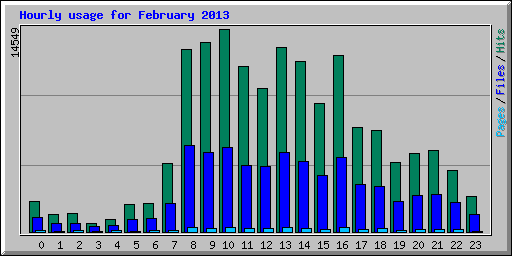 Hourly usage for February 2013
14549
Pages / Files / Hits
0 1 2 3 4 5 6 7 8 9 10 11 12 13 14 15 16 17 18 19 20 21 22 23